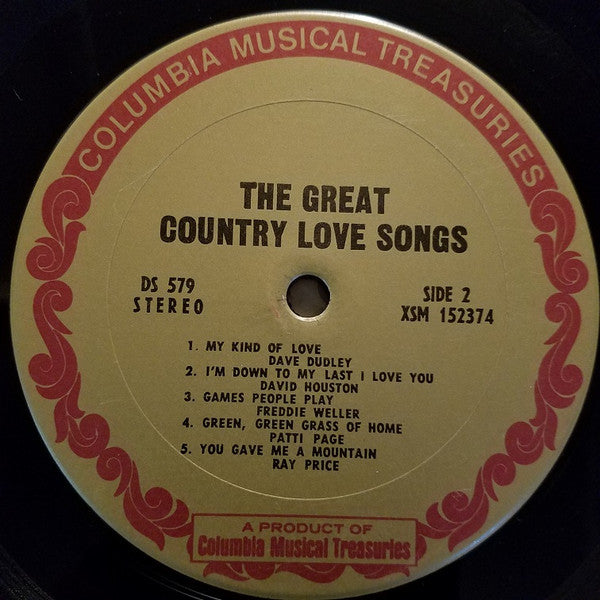 COLUMBIA MUSICAL TREASURIES
THE GREAT
COUNTRY LOVE SONGS
DS 579
STEREO
SIDE 2
XSM 152374
1. MY KIND OF LOVE
DAVE DUDLEY
2. I'M DOWN TO MY LAST I LOVE YOU
DAVID HOUSTON
3. GAMES PEOPLE PLAY
FREDDIE WELLER
4. GREEN, GREEN GRASS OF HOME
PATTI PAGE
5. YOU GAVE ME A MOUNTAIN
RAY PRICE
A PRODUCT OF
Columbia Musical Treasuries